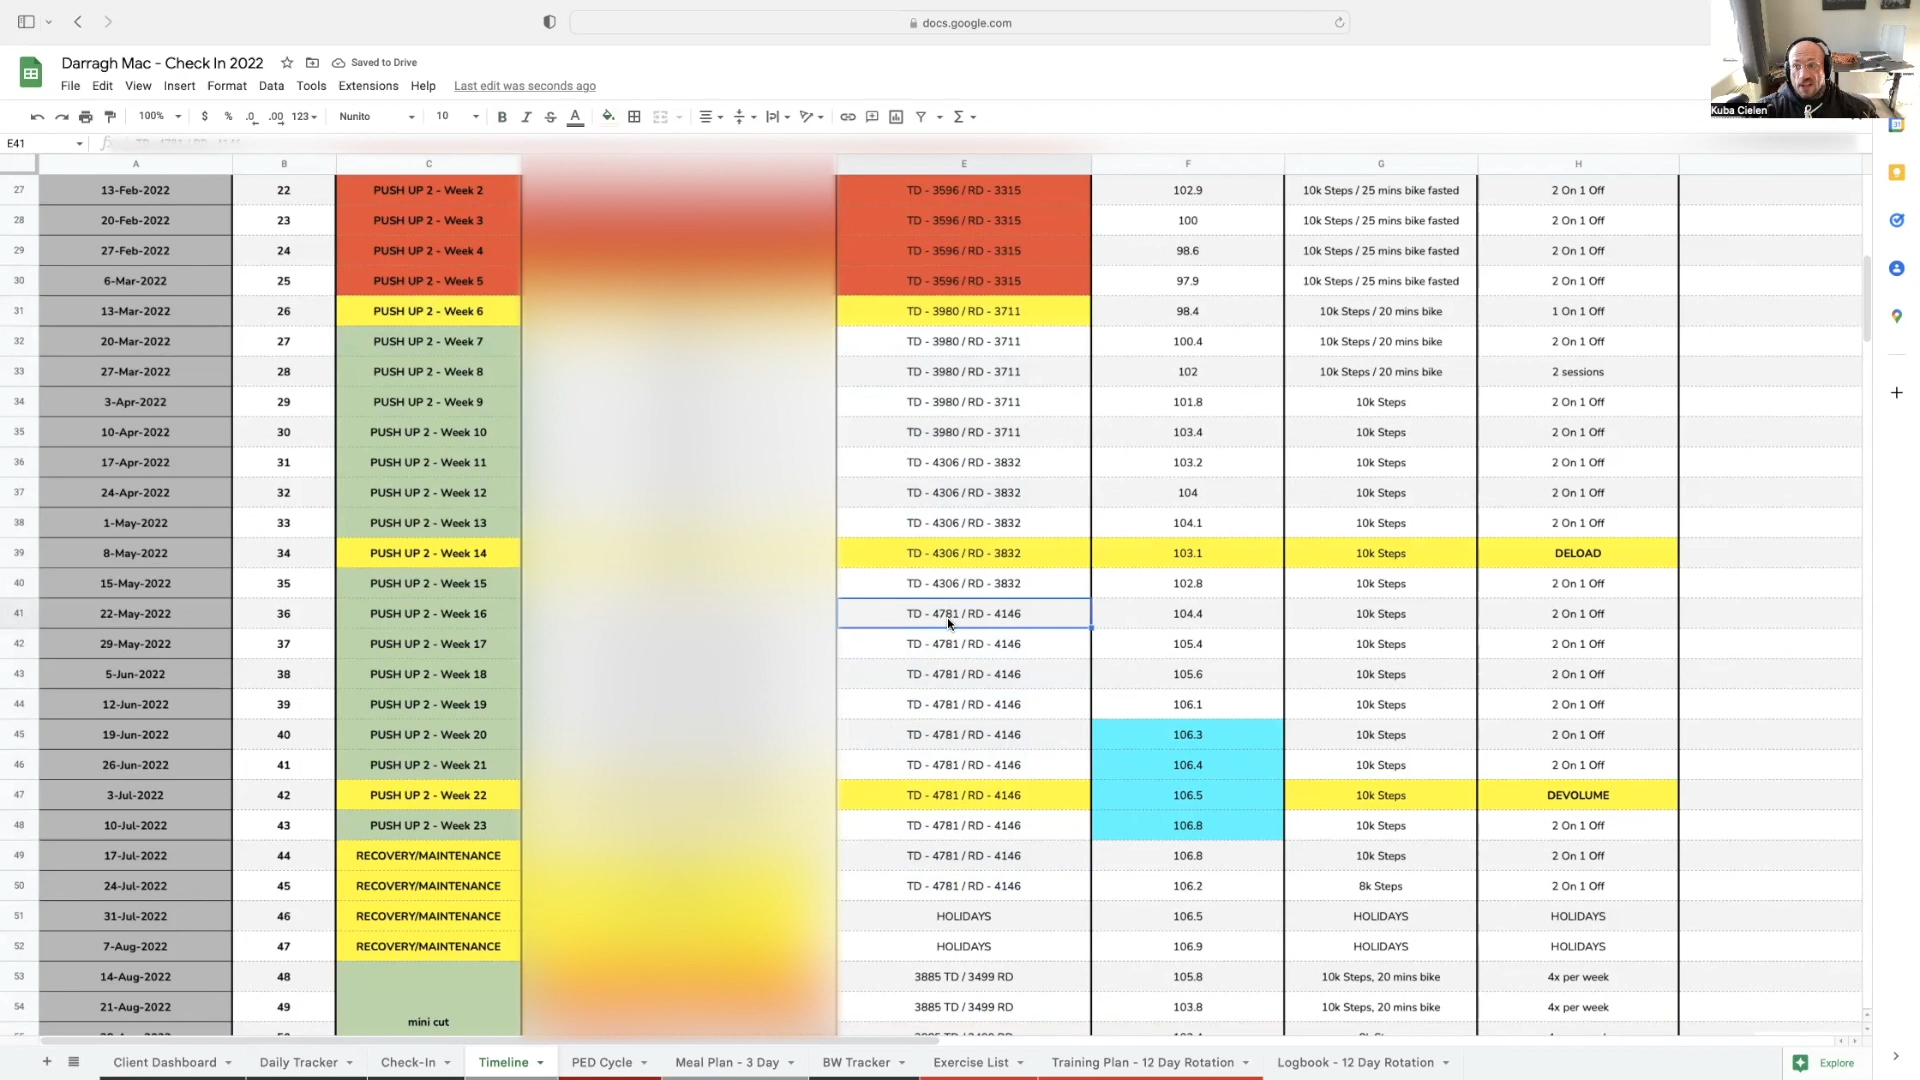 docs.google.com
Darragh Mac - Check In 2022 Saved to Drive
File Edit View Insert Format Data Tools Extensions Help Last edit was seconds ago
Kuba Cielen
100% $ % .0 .00 123 Nunito 10 B I S A
E41
A B C E F G H
27 13-Feb-2022 22 PUSH UP 2 - Week 2 TD - 3596 / RD - 3315 102.9 10k Steps / 25 mins bike fasted 2 On 1 Off
28 20-Feb-2022 23 PUSH UP 2 - Week 3 TD - 3596 / RD - 3315 100 10k Steps / 25 mins bike fasted 2 On 1 Off
29 27-Feb-2022 24 PUSH UP 2 - Week 4 TD - 3596 / RD - 3315 98.6 10k Steps / 25 mins bike fasted 2 On 1 Off
30 6-Mar-2022 25 PUSH UP 2 - Week 5 TD - 3596 / RD - 3315 97.9 10k Steps / 25 mins bike fasted 2 On 1 Off
31 13-Mar-2022 26 PUSH UP 2 - Week 6 TD - 3980 / RD - 3711 98.4 10k Steps / 20 mins bike 1 On 1 Off
32 20-Mar-2022 27 PUSH UP 2 - Week 7 TD - 3980 / RD - 3711 100.4 10k Steps / 20 mins bike 2 On 1 Off
33 27-Mar-2022 28 PUSH UP 2 - Week 8 TD - 3980 / RD - 3711 102 10k Steps / 20 mins bike 2 sessions
34 3-Apr-2022 29 PUSH UP 2 - Week 9 TD - 3980 / RD - 3711 101.8 10k Steps 2 On 1 Off
35 10-Apr-2022 30 PUSH UP 2 - Week 10 TD - 3980 / RD - 3711 103.4 10k Steps 2 On 1 Off
36 17-Apr-2022 31 PUSH UP 2 - Week 11 TD - 4306 / RD - 3832 103.2 10k Steps 2 On 1 Off
37 24-Apr-2022 32 PUSH UP 2 - Week 12 TD - 4306 / RD - 3832 104 10k Steps 2 On 1 Off
38 1-May-2022 33 PUSH UP 2 - Week 13 TD - 4306 / RD - 3832 104.1 10k Steps 2 On 1 Off
39 8-May-2022 34 PUSH UP 2 - Week 14 TD - 4306 / RD - 3832 103.1 10k Steps DELOAD
40 15-May-2022 35 PUSH UP 2 - Week 15 TD - 4306 / RD - 3832 102.8 10k Steps 2 On 1 Off
41 22-May-2022 36 PUSH UP 2 - Week 16 TD - 4781 / RD - 4146 104.4 10k Steps 2 On 1 Off
42 29-May-2022 37 PUSH UP 2 - Week 17 TD - 4781 / RD - 4146 105.4 10k Steps 2 On 1 Off
43 5-Jun-2022 38 PUSH UP 2 - Week 18 TD - 4781 / RD - 4146 105.6 10k Steps 2 On 1 Off
44 12-Jun-2022 39 PUSH UP 2 - Week 19 TD - 4781 / RD - 4146 106.1 10k Steps 2 On 1 Off
45 19-Jun-2022 40 PUSH UP 2 - Week 20 TD - 4781 / RD - 4146 106.3 10k Steps 2 On 1 Off
46 26-Jun-2022 41 PUSH UP 2 - Week 21 TD - 4781 / RD - 4146 106.4 10k Steps 2 On 1 Off
47 3-Jul-2022 42 PUSH UP 2 - Week 22 TD - 4781 / RD - 4146 106.5 10k Steps DEVOLUME
48 10-Jul-2022 43 PUSH UP 2 - Week 23 TD - 4781 / RD - 4146 106.8 10k Steps 2 On 1 Off
49 17-Jul-2022 44 RECOVERY/MAINTENANCE TD - 4781 / RD - 4146 106.8 10k Steps 2 On 1 Off
50 24-Jul-2022 45 RECOVERY/MAINTENANCE TD - 4781 / RD - 4146 106.2 8k Steps 2 On 1 Off
51 31-Jul-2022 46 RECOVERY/MAINTENANCE HOLIDAYS 106.5 HOLIDAYS HOLIDAYS
52 7-Aug-2022 47 RECOVERY/MAINTENANCE HOLIDAYS 106.9 HOLIDAYS HOLIDAYS
53 14-Aug-2022 48 3885 TD / 3499 RD 105.8 10k Steps, 20 mins bike 4x per week
54 21-Aug-2022 49 3885 TD / 3499 RD 103.8 10k Steps, 20 mins bike 4x per week
mini cut
Client Dashboard Daily Tracker Check-In Timeline PED Cycle Meal Plan - 3 Day BW Tracker Exercise List Training Plan - 12 Day Rotation Logbook - 12 Day Rotation Explore